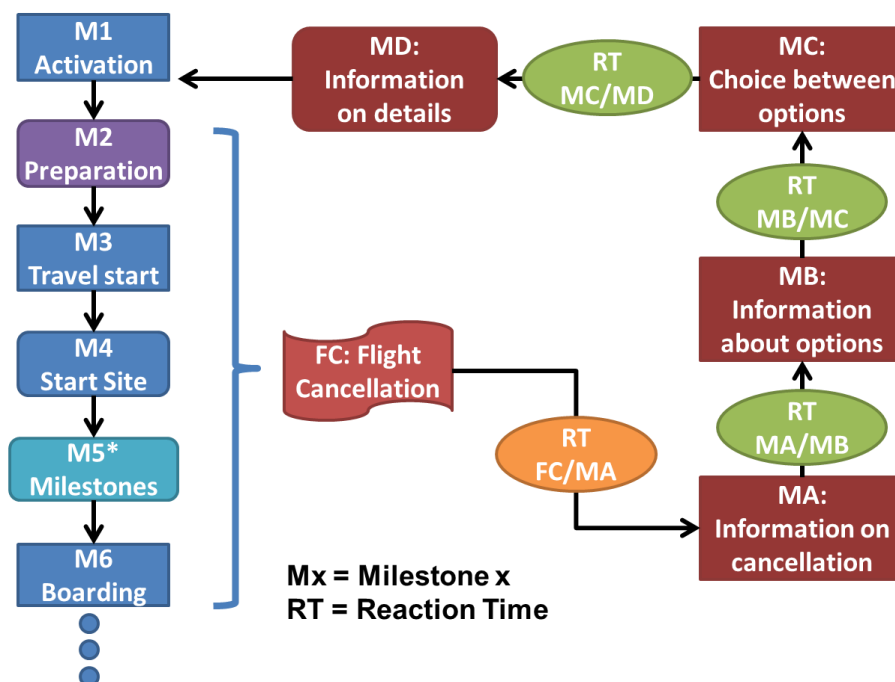 M1
Activation
M2
Preparation
M3
Travel start
M4
Start Site
M5*
Milestones
M6
Boarding
MD:
Information
on details
RT
MC/MD
MC:
Choice between
options
RT
MB/MC
MB:
Information
about options
RT
MA/MB
MA:
Information on
cancellation
FC: Flight
Cancellation
RT
FC/MA
Mx = Milestone x
RT = Reaction Time